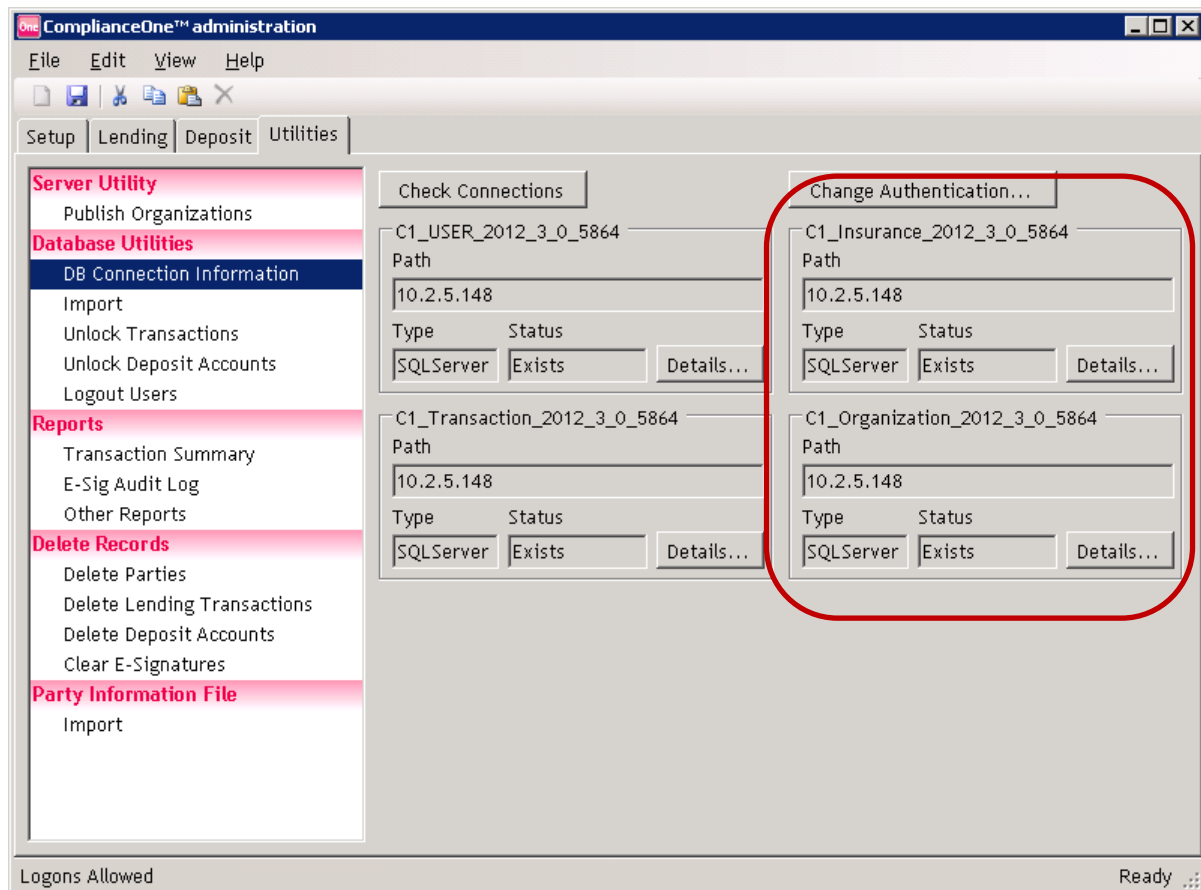 One ComplianceOne™ administration
File Edit View Help
Setup Lending Deposit Utilities
Server Utility
Publish Organizations
Database Utilities
DB Connection Information
Import
Unlock Transactions
Unlock Deposit Accounts
Logout Users
Reports
Transaction Summary
E-Sig Audit Log
Other Reports
Delete Records
Delete Parties
Delete Lending Transactions
Delete Deposit Accounts
Clear E-Signatures
Party Information File
Import
Check Connections
Change Authentication...
C1_USER_2012_3_0_5864
Path
10.2.5.148
Type Status
SQLServer Exists Details...
C1_Insurance_2012_3_0_5864
Path
10.2.5.148
Type Status
SQLServer Exists Details...
C1_Transaction_2012_3_0_5864
Path
10.2.5.148
Type Status
SQLServer Exists Details...
C1_Organization_2012_3_0_5864
Path
10.2.5.148
Type Status
SQLServer Exists Details...
Logons Allowed
Ready